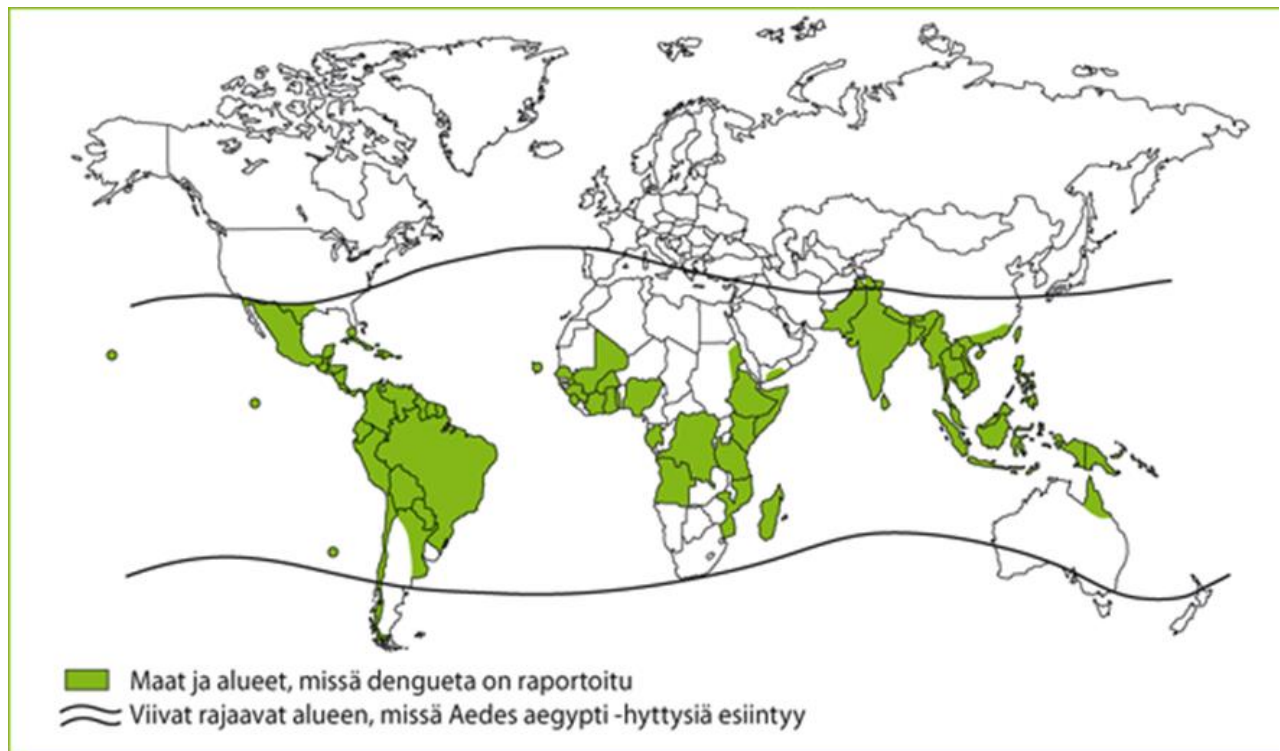 Maat ja alueet, missä dengueta on raportoitu
Viivat rajaavat alueen, missä Aedes aegypti -hyttysiä esiintyy